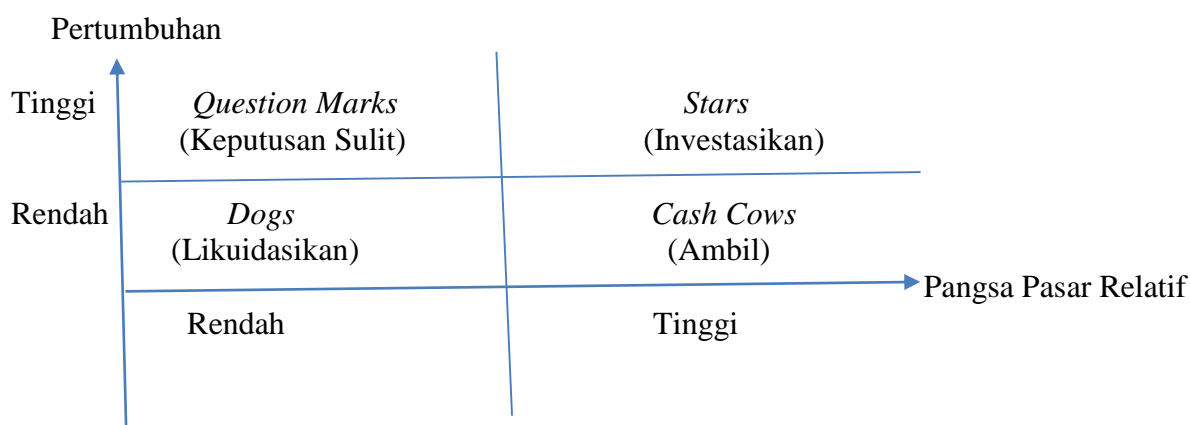 Pertumbuhan
Tinggi
Question Marks
(Keputusan Sulit)
Stars
(Investasikan)
Rendah
Dogs
(Likuidasikan)
Cash Cows
(Ambil)
Pangsa Pasar Relatif
Rendah
Tinggi